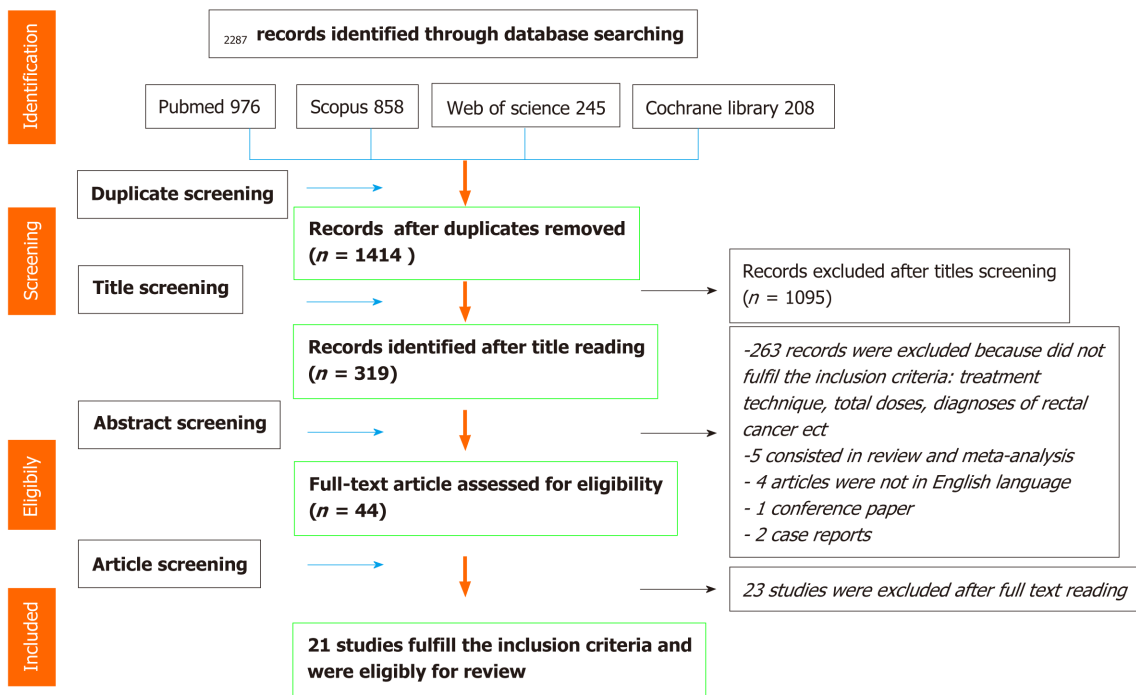 2287 records identified through database searching
Identification
Pubmed 976
Scopus 858
Web of science 245
Cochrane library 208
Duplicate screening
Screening
Records after duplicates removed
(n = 1414 )
Title screening
Records excluded after titles screening
(n = 1095)
Records identified after title reading
(n = 319)
-263 records were excluded because did not
fulfil the inclusion criteria: treatment
technique, total doses, diagnoses of rectal
cancer ect
-5 consisted in review and meta-analysis
- 4 articles were not in English language
- 1 conference paper
- 2 case reports
Abstract screening
Eligibily
Full-text article assessed for eligibility
(n = 44)
Article screening
23 studies were excluded after full text reading
Included
21 studies fulfill the inclusion criteria and
were eligibly for review